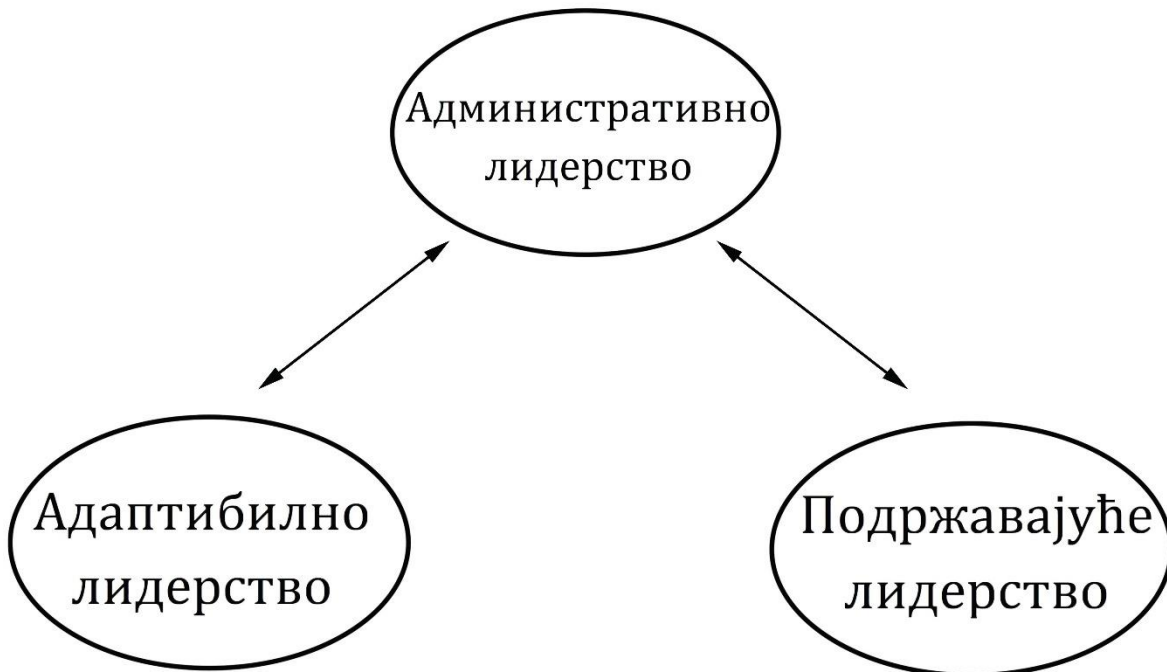 Административно
лидерство
Адаптибилно
лидерство
Подржавајуће
лидерство